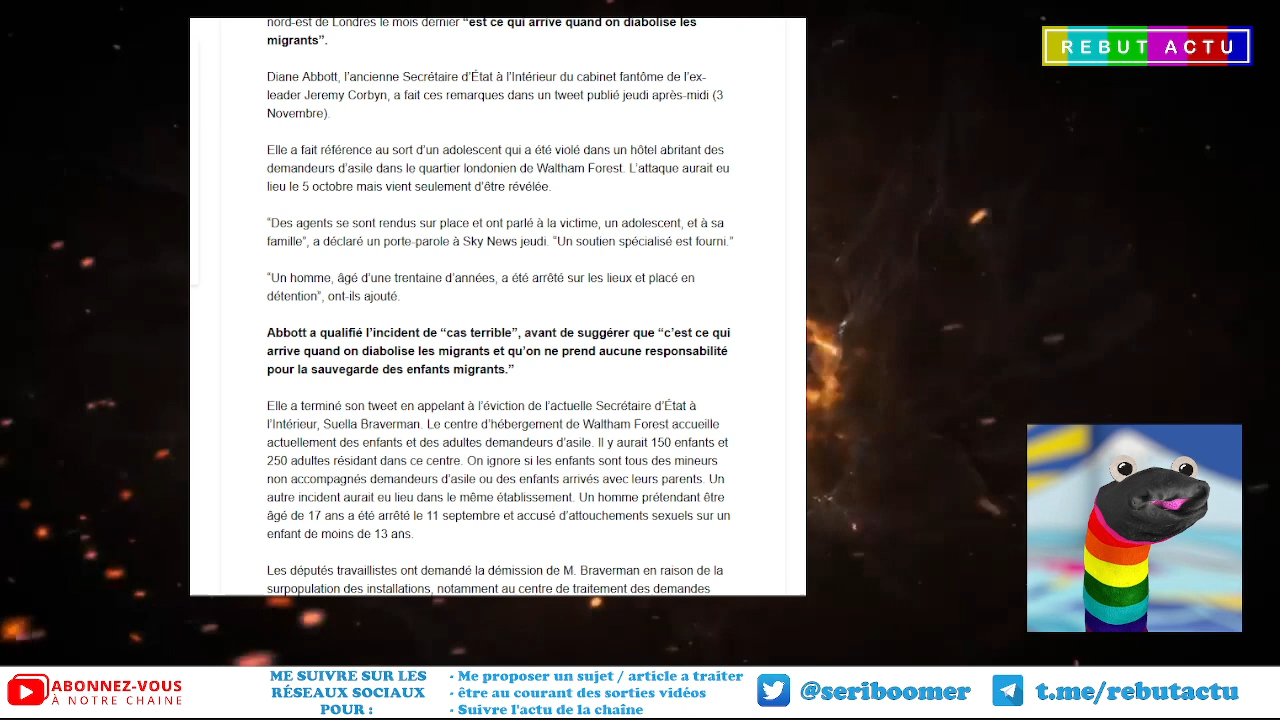 nord-est de Londres le mois dernier “est ce qui arrive quand on diabolise les
migrants”.
Diane Abbott, l’ancienne Secrétaire d’État à l’Intérieur du cabinet fantôme de l’ex-
leader Jeremy Corbyn, a fait ces remarques dans un tweet publié jeudi après-midi (3
Novembre).
Elle a fait référence au sort d’un adolescent qui a été violé dans un hôtel abritant des
demandeurs d’asile dans le quartier londonien de Waltham Forest. L’attaque aurait eu
lieu le 5 octobre mais vient seulement d’être révélée.
“Des agents se sont rendus sur place et ont parlé à la victime, un adolescent, et à sa
famille”, a déclaré un porte-parole à Sky News jeudi. “Un soutien spécialisé est fourni.”
“Un homme, âgé d’une trentaine d’années, a été arrêté sur les lieux et placé en
détention”, ont-ils ajouté.
Abbott a qualifié l’incident de “cas terrible”, avant de suggérer que “c’est ce qui
arrive quand on diabolise les migrants et qu’on ne prend aucune responsabilité
pour la sauvegarde des enfants migrants.”
Elle a terminé son tweet en appelant à l’éviction de l’actuelle Secrétaire d’État à
l’Intérieur, Suella Braverman. Le centre d’hébergement de Waltham Forest accueille
actuellement des enfants et des adultes demandeurs d’asile. Il y aurait 150 enfants et
250 adultes résidant dans ce centre. On ignore si les enfants sont tous des mineurs
non accompagnés demandeurs d’asile ou des enfants arrivés avec leurs parents. Un
autre incident aurait eu lieu dans le même établissement. Un homme prétendant être
âgé de 17 ans a été arrêté le 11 septembre et accusé d’attouchements sexuels sur un
enfant de moins de 13 ans.
Les députés travaillistes ont demandé la démission de M. Braverman en raison de la
surpopulation des installations, notamment au centre de traitement des demandes
REBUT ACTU
ABONNEZ-VOUS
À NOTRE CHAINE
ME SUIVRE SUR LES
RÉSEAUX SOCIAUX
POUR :
- Me proposer un sujet / article a traiter
- être au courant des sorties vidéos
- Suivre l'actu de la chaîne
@seriboomer
t.me/rebutactu